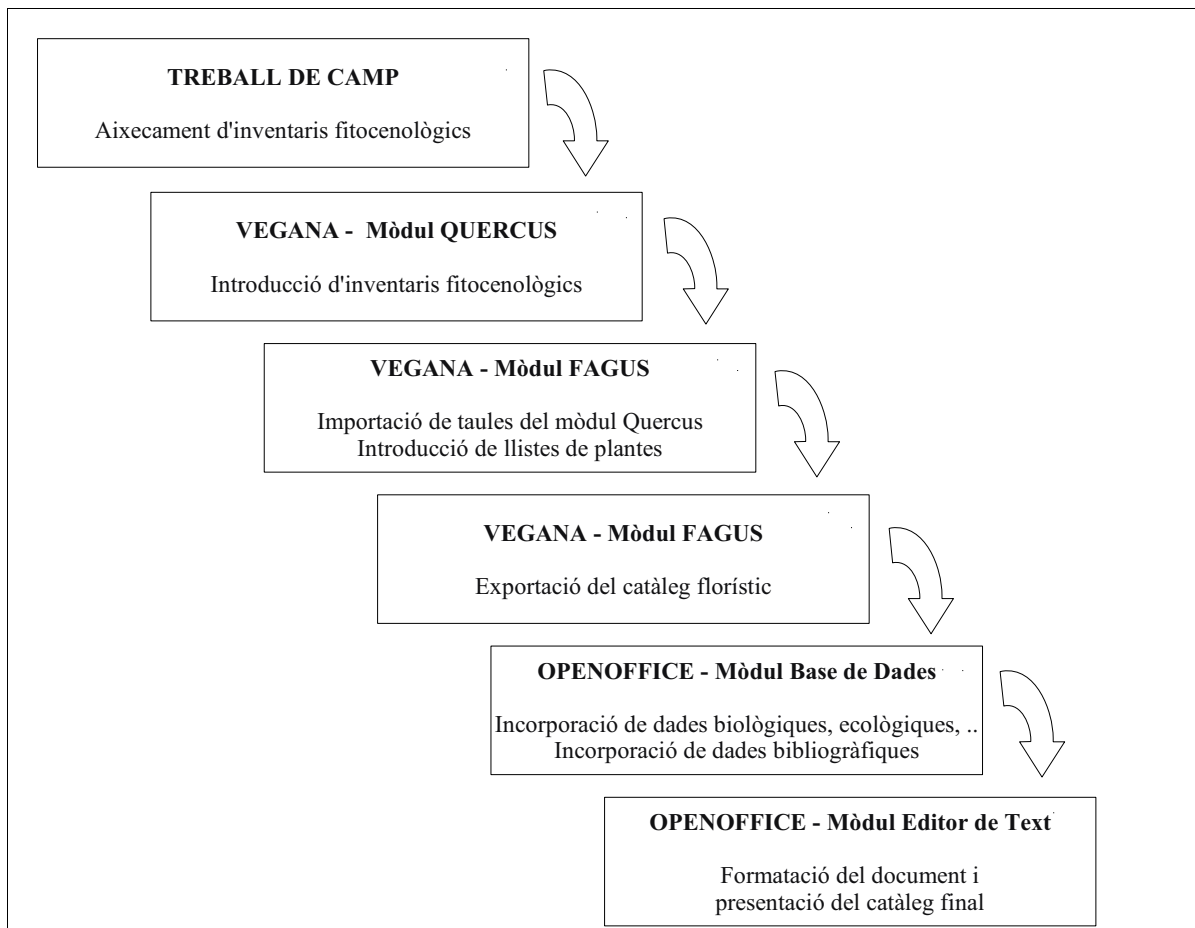 TREBALL DE CAMP
Aixecament d'inventaris fitocenològics
VEGANA - Mòdul QUERCUS
Introducció d'inventaris fitocenològics
VEGANA - Mòdul FAGUS
Importació de taules del mòdul Quercus
Introducció de llistes de plantes
VEGANA - Mòdul FAGUS
Exportació del catàleg florístic
OPENOFFICE - Mòdul Base de Dades
Incorporació de dades biològiques, ecològiques, ..
Incorporació de dades bibliogràfiques
OPENOFFICE - Mòdul Editor de Text
Formatació del document i
presentació del catàleg final